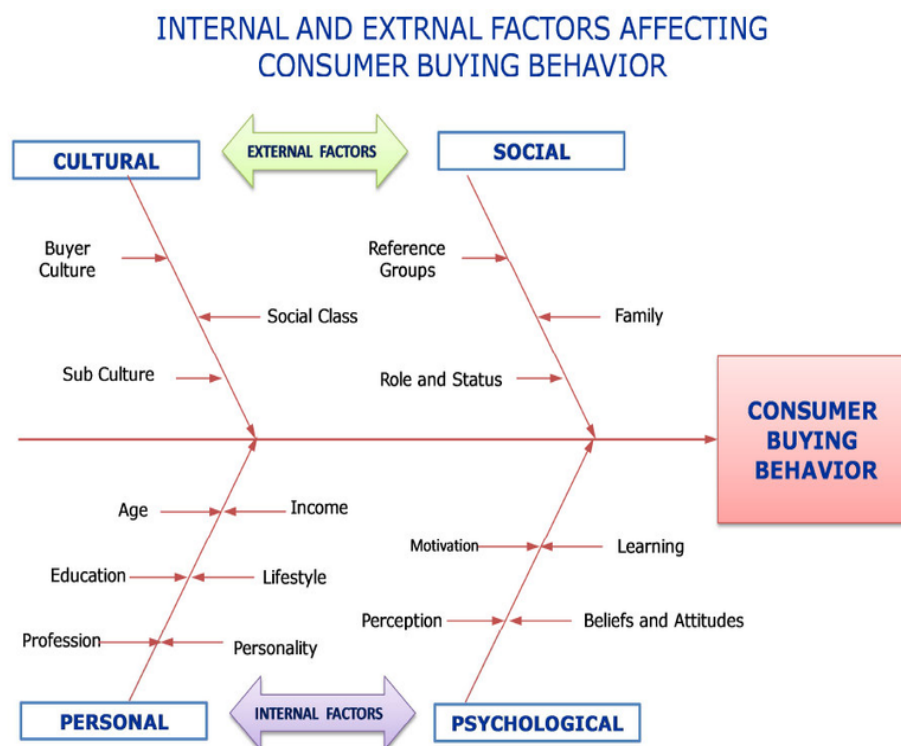 INTERNAL AND EXTRNAL FACTORS AFFECTING
CONSUMER BUYING BEHAVIOR
CULTURAL
EXTERNAL FACTORS
SOCIAL
Buyer
Culture
Social Class
Sub Culture
Reference
Groups
Family
Role and Status
CONSUMER
BUYING
BEHAVIOR
Age
Income
Education
Lifestyle
Profession
Personality
Motivation
Learning
Perception
Beliefs and Attitudes
PERSONAL
INTERNAL FACTORS
PSYCHOLOGICAL